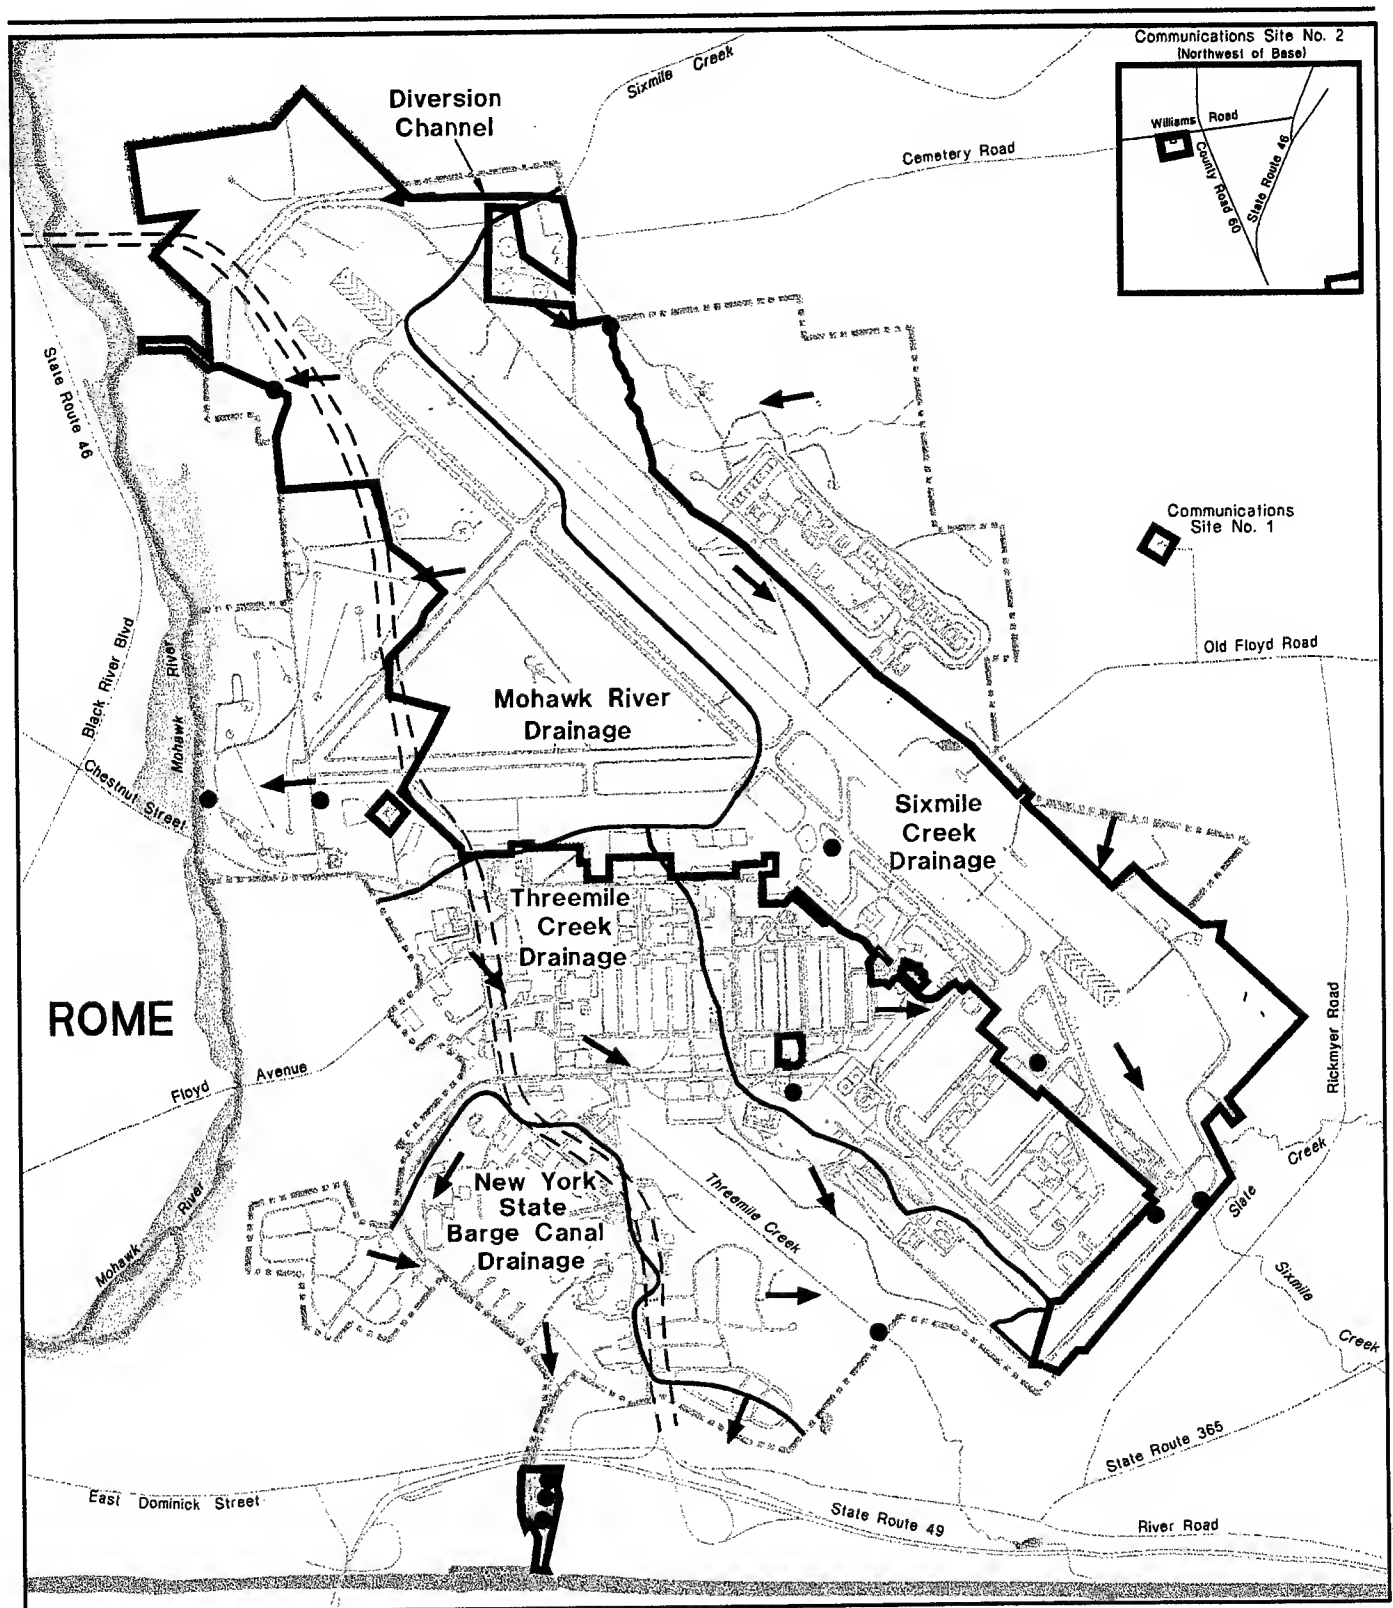 Communications Site No. 2
(Northwest of Base)
Sixmile Creek
Diversion
Channel
Cemetery Road
Williams Road
County Road 60
State Route 46
State Route 46
Communications
Site No. 1
Old Floyd Road
Black River Blvd
Mohawk River
Chestnut Street
Mohawk River
Drainage
Sixmile
Creek
Drainage
Threemile
Creek
Drainage
ROME
Floyd Avenue
Rickmyer Road
New York
State
Barge Canal
Drainage
Threemile Creek
Mohawk River
Slate Creek
Sixmile Creek
State Route 365
East Dominick Street
State Route 49
River Road